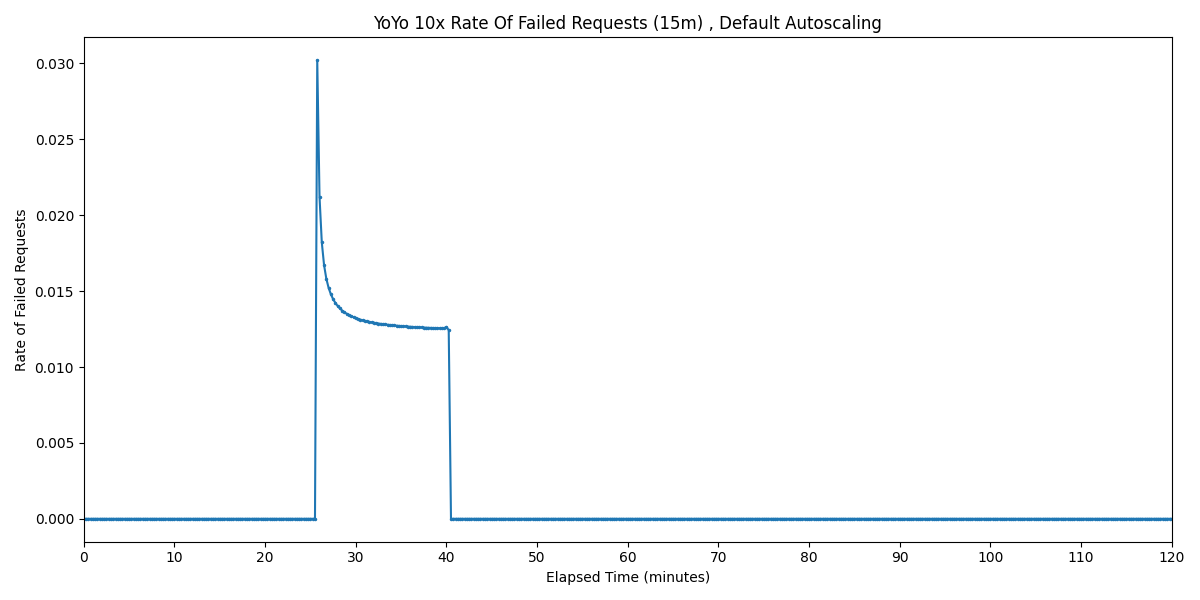 YoYo 10x Rate Of Failed Requests (15m) , Default Autoscaling
0.030
0.025
0.020
0.015
0.010
0.005
0.000
Rate of Failed Requests
0 10 20 30 40 50 60 70 80 90 100 110 120
Elapsed Time (minutes)